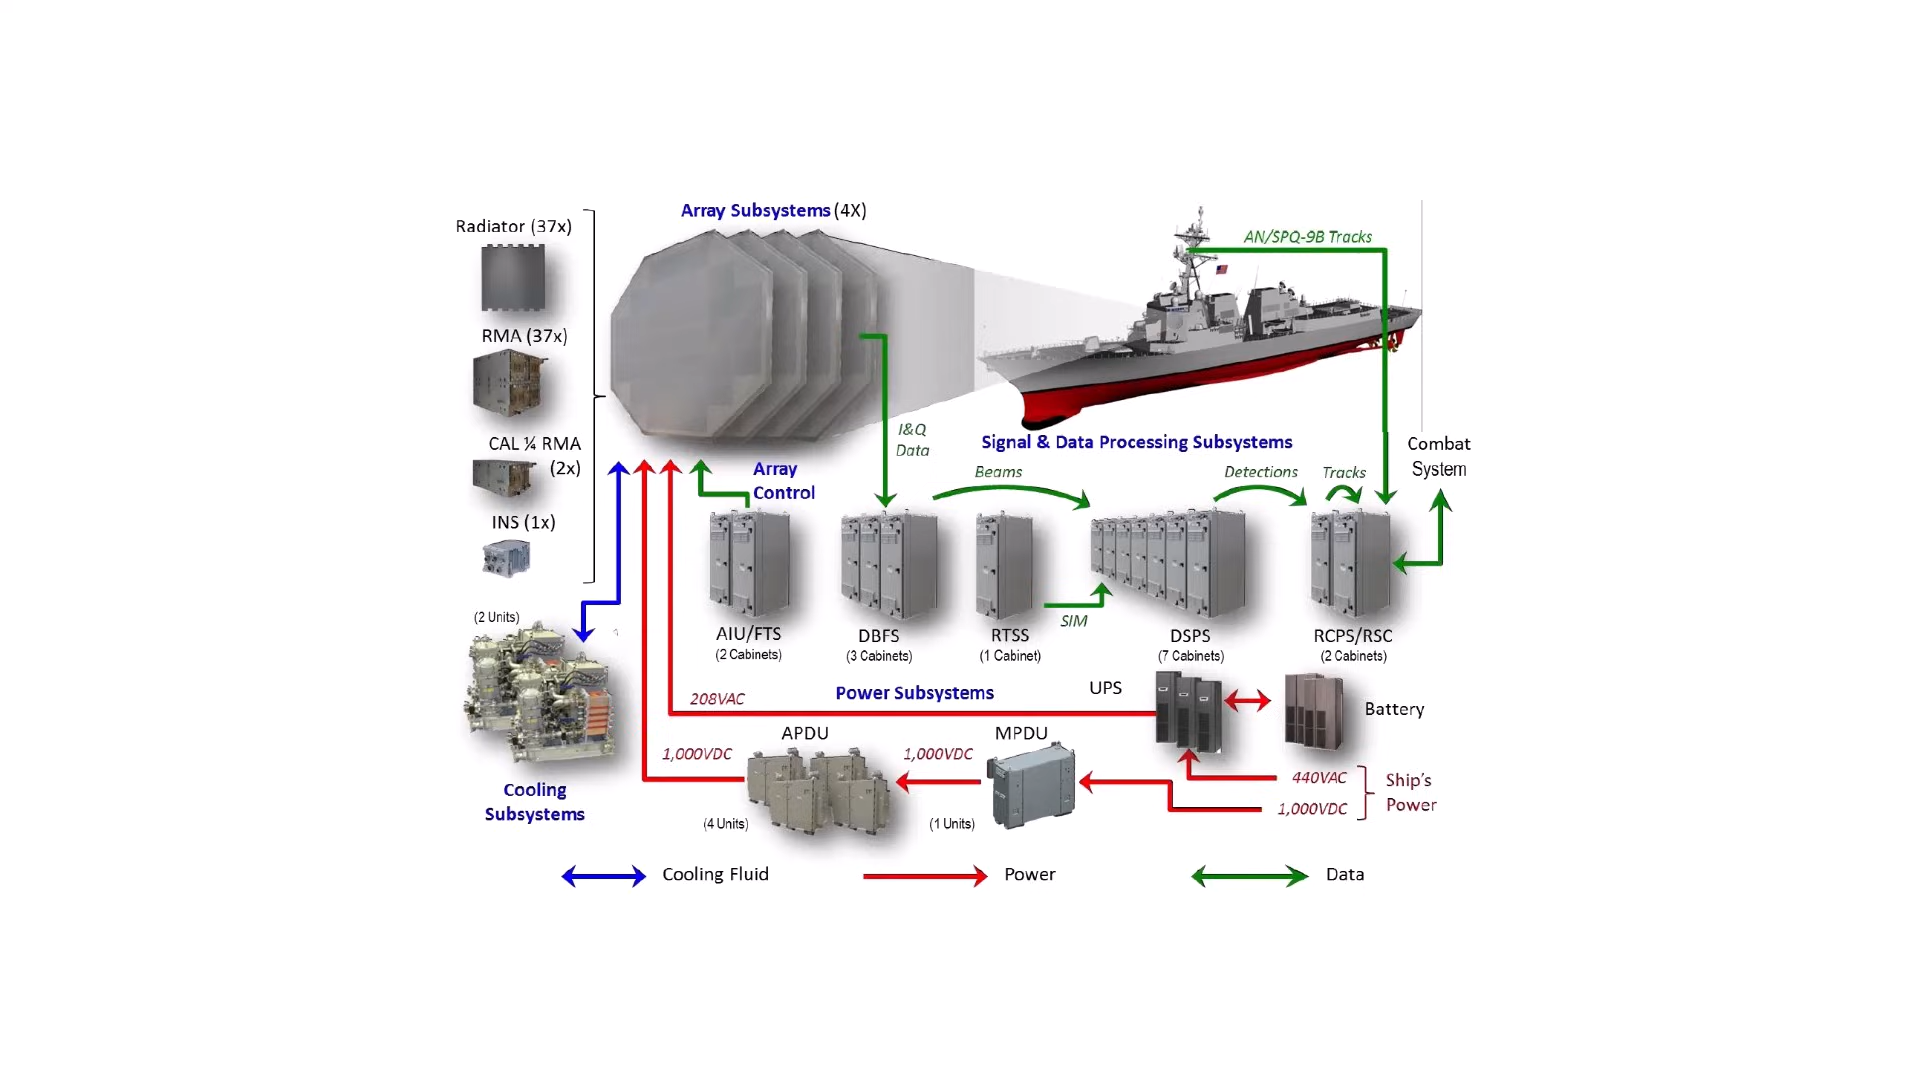 Array Subsystems (4X)
Radiator (37x)
RMA (37x)
CAL ¼ RMA
(2x)
INS (1x)
AN/SPQ-9B Tracks
I&Q
Data
Signal & Data Processing Subsystems
Combat
System
Array
Control
Beams
Detections
Tracks
SIM
AIU/FTS
(2 Cabinets)
DBFS
(3 Cabinets)
RTSS
(1 Cabinet)
DSPS
(7 Cabinets)
RCPS/RSC
(2 Cabinets)
(2 Units)
Cooling
Subsystems
208VAC
Power Subsystems
UPS
Battery
1,000VDC
APDU
(4 Units)
1,000VDC
MPDU
(1 Units)
440VAC
1,000VDC
Ship's
Power
Cooling Fluid
Power
Data